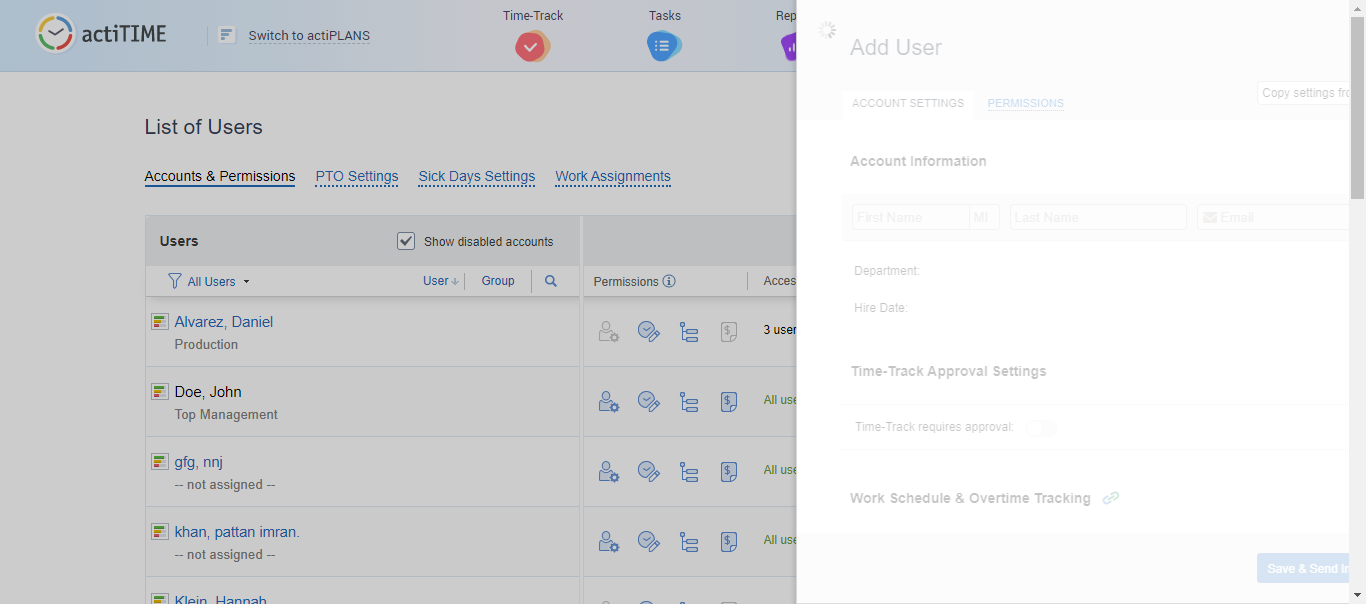 actiTIME
Switch to actiPLANS
Time-Track
Tasks
Rep
List of Users
Accounts & Permissions
PTO Settings
Sick Days Settings
Work Assignments
Users
Show disabled accounts
All Users
User
Group
Permissions
Acces
Alvarez, Daniel
Production
3 user
Doe, John
Top Management
All use
gfg, nnj
-- not assigned --
All use
khan, pattan imran.
-- not assigned --
All use
Klein, Hannah
Add User
ACCOUNT SETTINGS
PERMISSIONS
Copy settings fro
Account Information
First Name
MI
Last Name
Email
Department:
Hire Date:
Time-Track Approval Settings
Time-Track requires approval:
Work Schedule & Overtime Tracking
Save & Send In